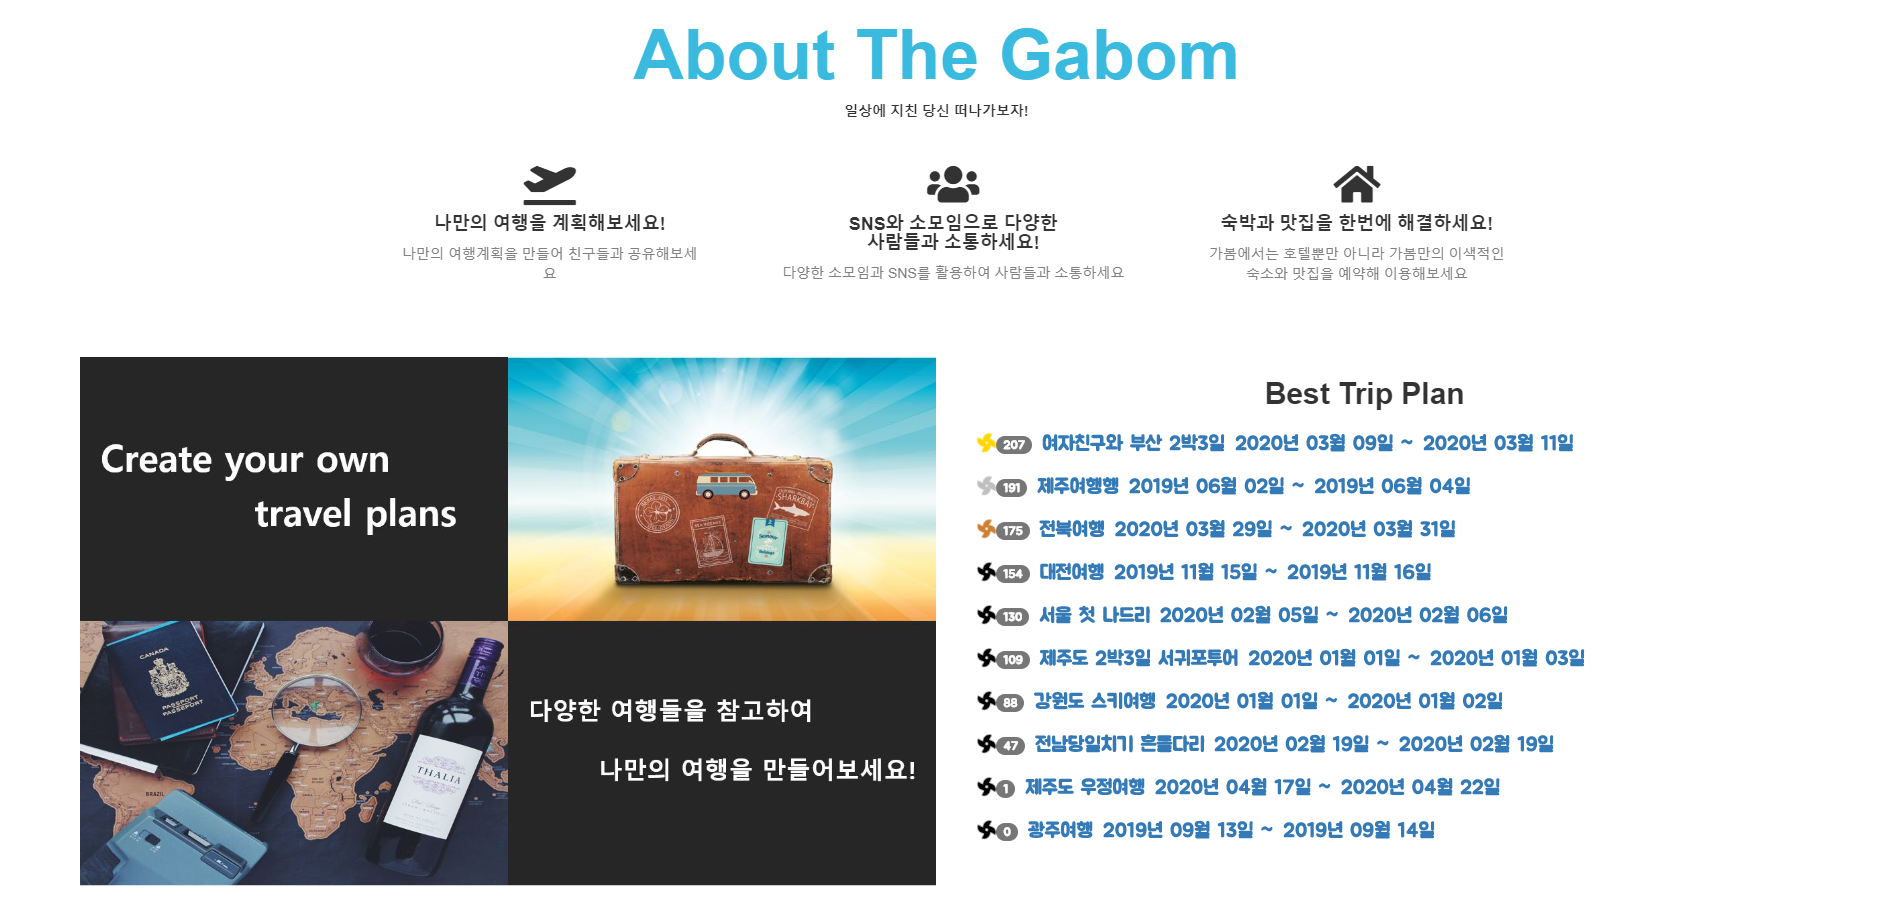 About The Gabom
일상에 지친 당신 떠나가보자!
나만의 여행을 계획해보세요!
나만의 여행계획을 만들어 친구들과 공유해보세
요
SNS와 소모임으로 다양한
사람들과 소통하세요!
다양한 소모임과 SNS를 활용하여 사람들과 소통하세요
숙박과 맛집을 한번에 해결하세요!
가봄에서는 호텔뿐만 아니라 가봄만의 이색적인
숙소와 맛집을 예약해 이용해보세요
Create your own
travel plans
SHARKBAY
CANADA
PASSPORT
PASSEPORT
BRAZIL
THALIA
다양한 여행들을 참고하여
나만의 여행을 만들어보세요!
Best Trip Plan
207 여자친구와 부산 2박3일 2020년 03월 09일 ~ 2020년 03월 11일
191 제주여행행 2019년 06월 02일 ~ 2019년 06월 04일
175 전북여행 2020년 03월 29일 ~ 2020년 03월 31일
154 대전여행 2019년 11월 15일 ~ 2019년 11월 16일
130 서울 첫 나드리 2020년 02월 05일 ~ 2020년 02월 06일
109 제주도 2박3일 서귀포투어 2020년 01월 01일 ~ 2020년 01월 03일
88 강원도 스키여행 2020년 01월 01일 ~ 2020년 01월 02일
47 전남당일치기 흔들다리 2020년 02월 19일 ~ 2020년 02월 19일
1 제주도 우정여행 2020년 04월 17일 ~ 2020년 04월 22일
0 광주여행 2019년 09월 13일 ~ 2019년 09월 14일